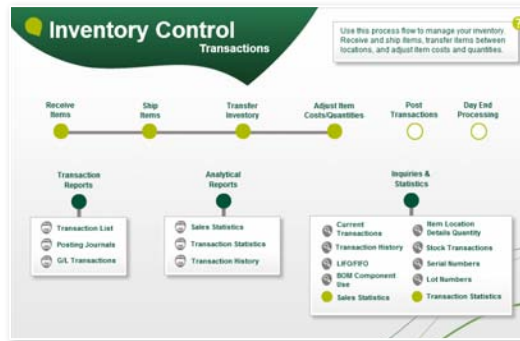 Inventory Control
Transactions
Use this process flow to manage your inventory.
Receive and ship items, transfer items between
locations, and adjust item costs and quantities.
Receive
Items
Ship
Items
Transfer
Inventory
Adjust Item
Costs/Quantities
Post
Transactions
Day End
Processing
Transaction
Reports
Transaction List
Posting Journals
G/L Transactions
Analytical
Reports
Sales Statistics
Transaction Statistics
Transaction History
Inquiries &
Statistics
Current
Transactions
Transaction History
LIFO/FIFO
BOM Component
Use
Sales Statistics
Item Location
Details Quantity
Stock Transactions
Serial Numbers
Lot Numbers
Transaction Statistics